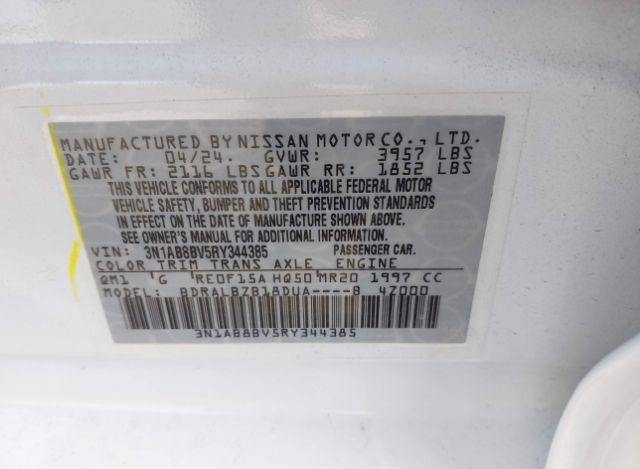 MANUFACTURED BY NISSAN MOTOR CO., LTD.
DATE: 04/24. GVWR: 3957 LBS
GAWR FR: 2116 LBS GAWR RR: 1852 LBS
THIS VEHICLE CONFORMS TO ALL APPLICABLE FEDERAL MOTOR
VEHICLE SAFETY, BUMPER AND THEFT PREVENTION STANDARDS
IN EFFECT ON THE DATE OF MANUFACTURE SHOWN ABOVE.
SEE OWNER'S MANUAL FOR ADDITIONAL INFORMATION.
VIN: 3N1AB8BV5RY344385 PASSENGER CAR.
COLOR TRIM TRANS AXLE ENGINE
QM1 G RE0F15A HQ50 MR20 1997 CC
MODEL: BDRALBZB18DUA----B 47000
3N1AB8BV5RY344385